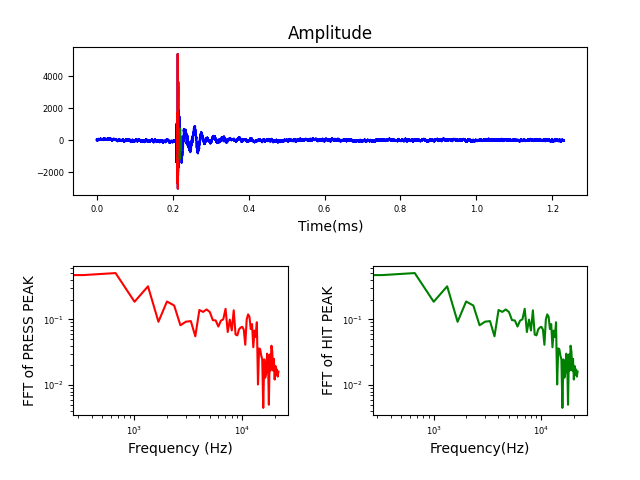 Amplitude
4000
2000
0
−2000
0.0 0.2 0.4 0.6 0.8 1.0 1.2
Time(ms)
FFT of PRESS PEAK
10⁻¹
10⁻²
10³ 10⁴
Frequency (Hz)
FFT of HIT PEAK
10⁻¹
10⁻²
10³ 10⁴
Frequency(Hz)